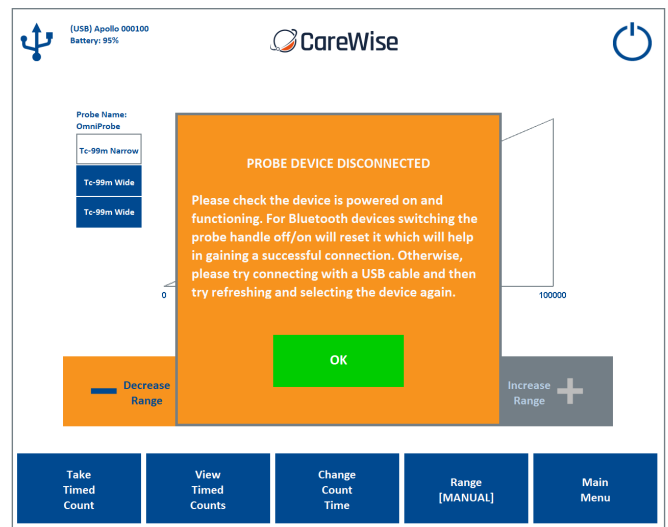 (USB) Apollo 000100
Battery: 95%
CareWise
Probe Name:
OmniProbe
Tc-99m Narrow
Tc-99m Wide
Tc-99m Wide
PROBE DEVICE DISCONNECTED
Please check the device is powered on and
functioning. For Bluetooth devices switching the
probe handle off/on will reset it which will help
in gaining a successful connection. Otherwise,
please try connecting with a USB cable and then
try refreshing and selecting the device again.
0
100000
OK
Decrease
Range
Increase
Range
Take
Timed
Count
View
Timed
Counts
Change
Count
Time
Range
[MANUAL]
Main
Menu